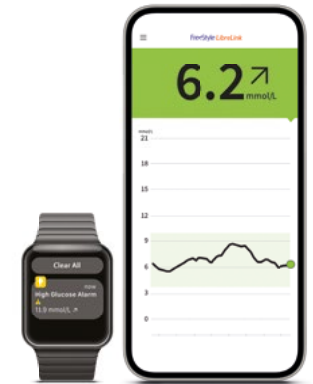 FreeStyle LibreLink
6.2
mmol/L
mmol/L
21
18
15
12
9
6
3
0
Clear All
now
High Glucose Alarm
13.9 mmol/L